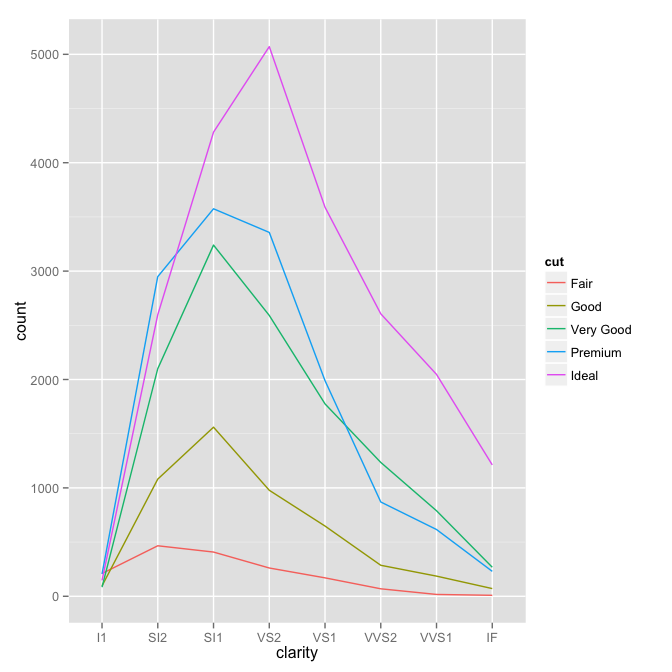 5000
4000
3000
2000
1000
0
count
I1 SI2 SI1 VS2 VS1 VVS2 VVS1 IF
clarity
cut
Fair
Good
Very Good
Premium
Ideal